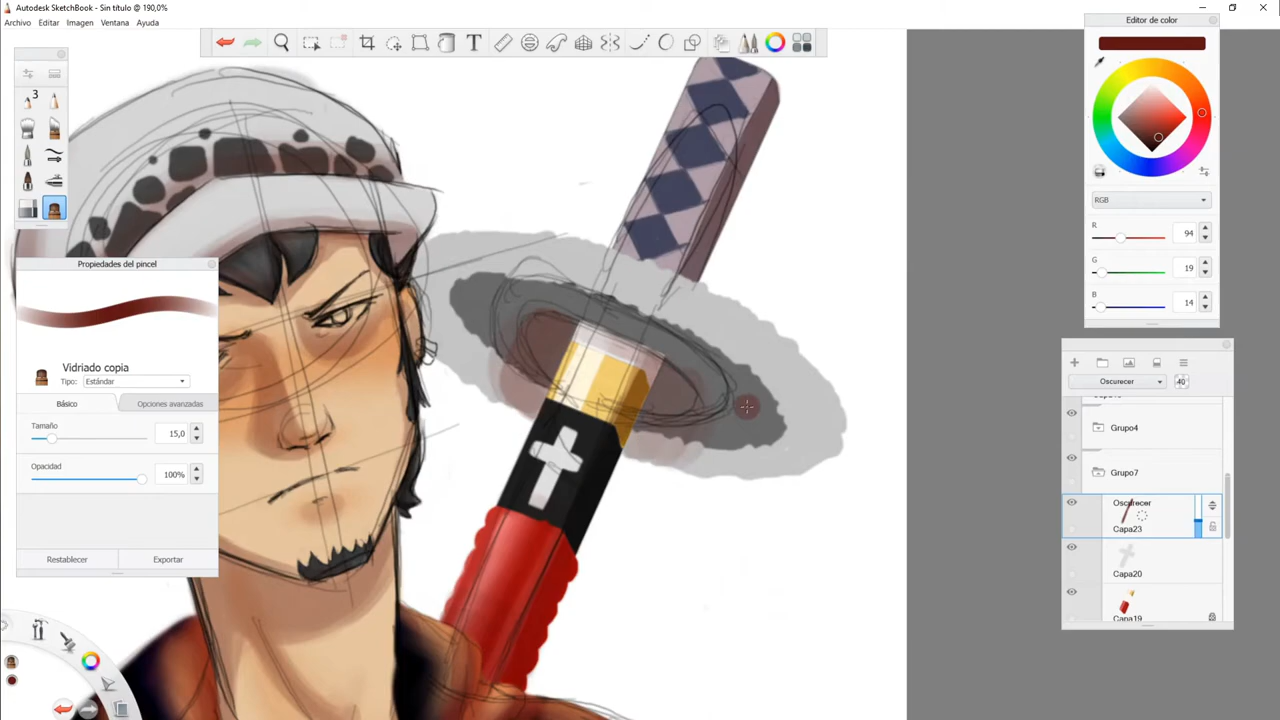 Autodesk SketchBook - Sin título @ 190,0%
Archivo Editar Imagen Ventana Ayuda
T
3
Propiedades del pincel
Vidriado copia
Tipo: Estándar
Básico Opciones avanzadas
Tamaño
15,0
Opacidad
100%
Restablecer Exportar
Editor de color
RGB
R 94
G 19
B 14
Oscurecer 40
Grupo4
Grupo7
Oscurecer
Capa23
Capa20
Capa19